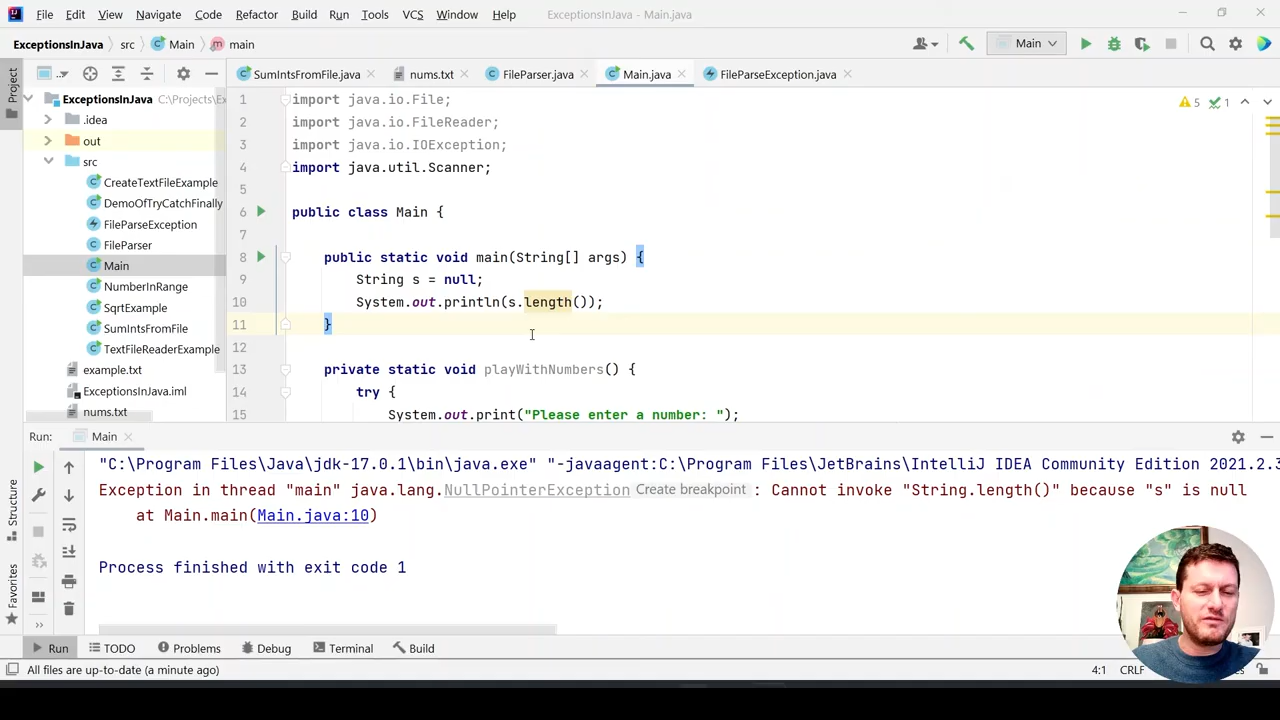 File Edit View Navigate Code Refactor Build Run Tools VCS Window Help ExceptionsInJava - Main.java
ExceptionsInJava src Main main Main
Project
SumIntsFromFile.java nums.txt FileParser.java Main.java FileParseException.java
ExceptionsInJava C:\Projects\Ex
.idea
out
src
CreateTextFileExample
DemoOfTryCatchFinally
FileParseException
FileParser
Main
NumberInRange
SqrtExample
SumIntsFromFile
TextFileReaderExample
example.txt
ExceptionsInJava.iml
nums.txt
5 1
1 import java.io.File;
2 import java.io.FileReader;
3 import java.io.IOException;
4 import java.util.Scanner;
5
6 public class Main {
7
8 public static void main(String[] args) {
9 String s = null;
10 System.out.println(s.length());
11 }
12
13 private static void playWithNumbers() {
14 try {
15 System.out.print("Please enter a number: ");
Run: Main
"C:\Program Files\Java\jdk-17.0.1\bin\java.exe" "-javaagent:C:\Program Files\JetBrains\IntelliJ IDEA Community Edition 2021.2.3
Exception in thread "main" java.lang.NullPointerException Create breakpoint : Cannot invoke "String.length()" because "s" is null
at Main.main(Main.java:10)
Process finished with exit code 1
Structure
Favorites
Run TODO Problems Debug Terminal Build
All files are up-to-date (a minute ago) 4:1 CRLF